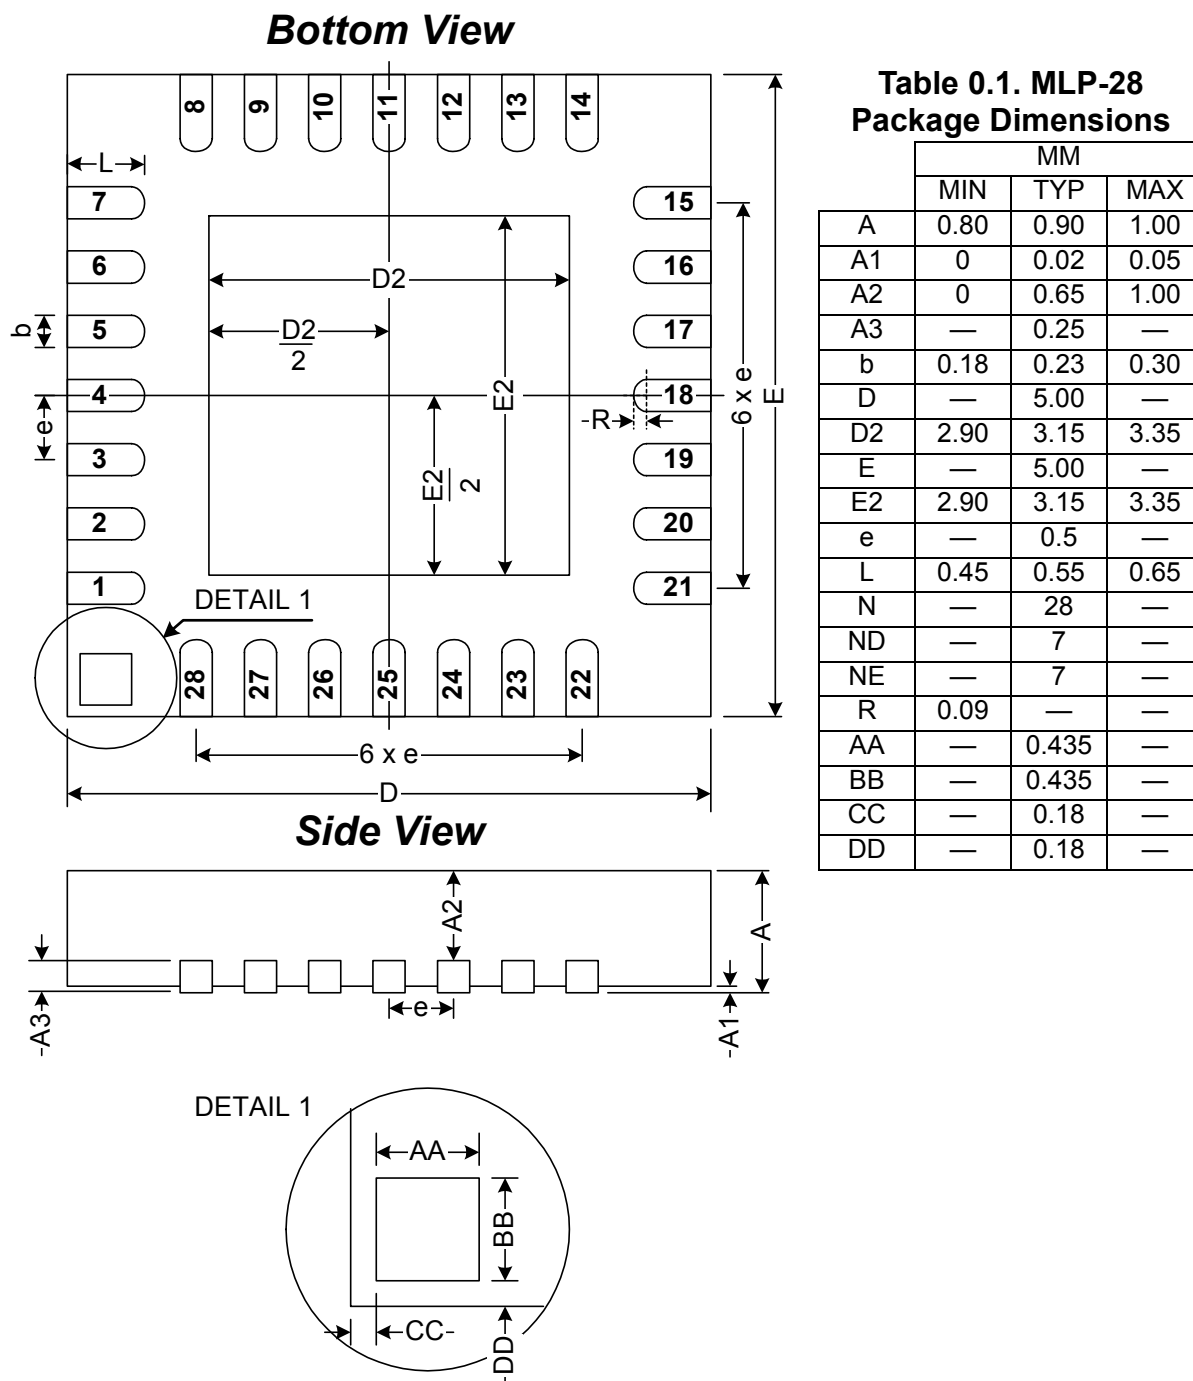 Bottom View
8 9 10 11 12 13 14
L
7 15
6 16
D2
b 5 17
D2
2
4 18
e E2 R 6 x e E
3 19
E2
2
2 20
1 21
DETAIL 1
28 27 26 25 24 23 22
6 x e
D
Side View
A2 A
e
A3 A1
DETAIL 1
AA
BB
CC
DD
Table 0.1. MLP-28
Package Dimensions
MM
MIN TYP MAX
A 0.80 0.90 1.00
A1 0 0.02 0.05
A2 0 0.65 1.00
A3 — 0.25 —
b 0.18 0.23 0.30
D — 5.00 —
D2 2.90 3.15 3.35
E — 5.00 —
E2 2.90 3.15 3.35
e — 0.5 —
L 0.45 0.55 0.65
N — 28 —
ND — 7 —
NE — 7 —
R 0.09 — —
AA — 0.435 —
BB — 0.435 —
CC — 0.18 —
DD — 0.18 —